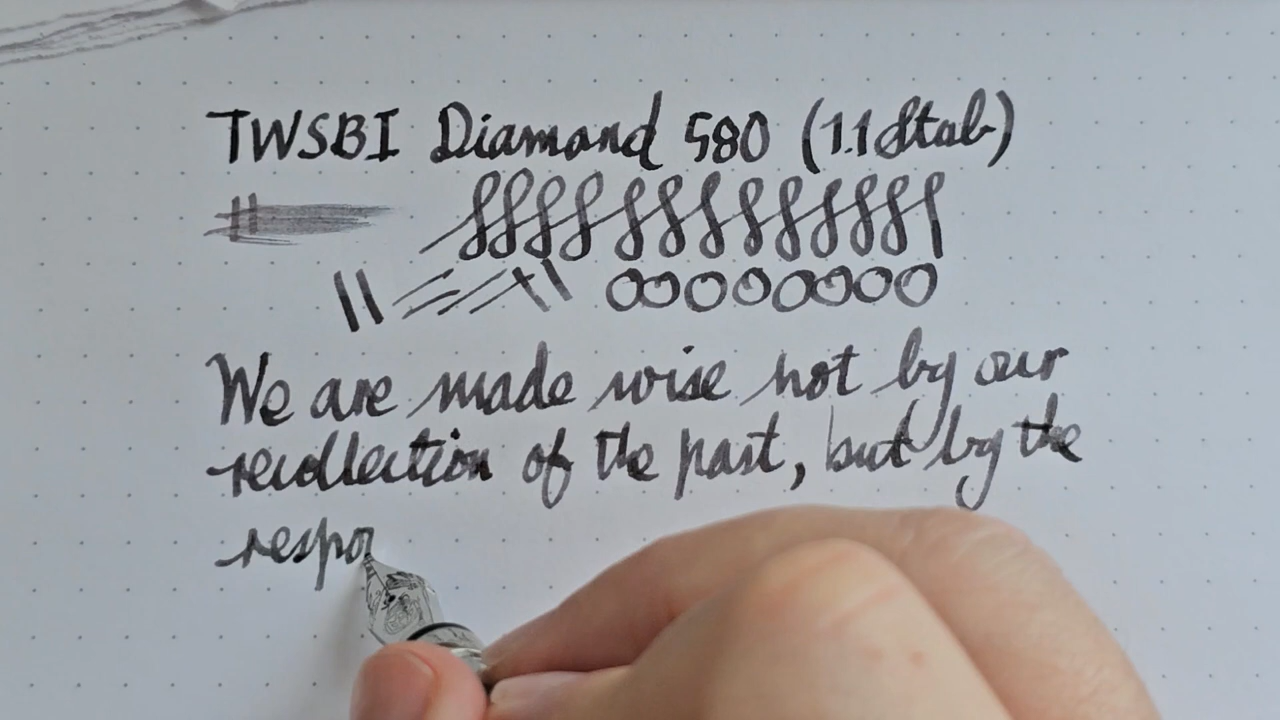 TWSBI Diamond 580 (1.1 Stub)
We are made wise not by our
recollection of the past, but by the
respo